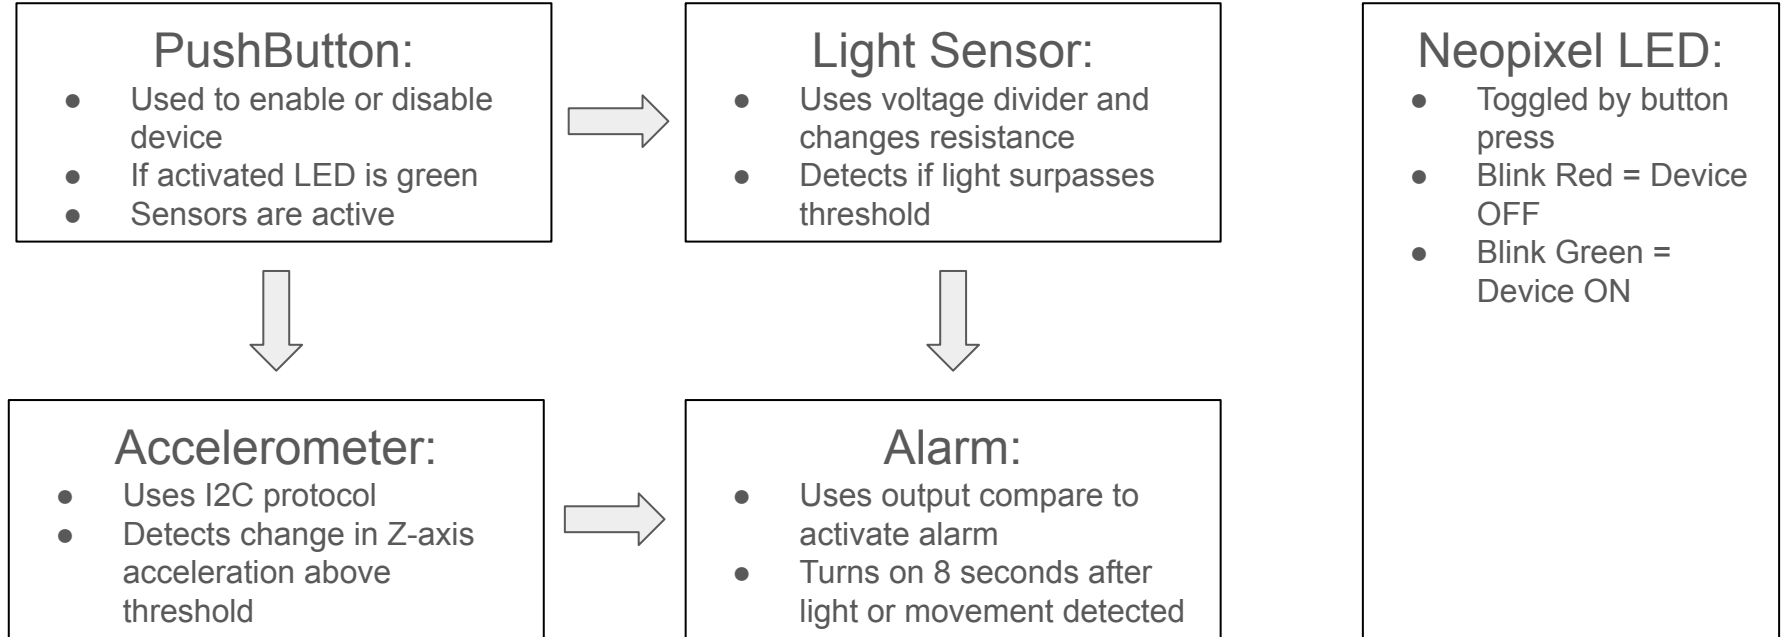 PushButton:
● Used to enable or disable
device
● If activated LED is green
● Sensors are active
Light Sensor:
● Uses voltage divider and
changes resistance
● Detects if light surpasses
threshold
Neopixel LED:
● Toggled by button
press
● Blink Red = Device
OFF
● Blink Green =
Device ON
Accelerometer:
● Uses I2C protocol
● Detects change in Z-axis
acceleration above
threshold
Alarm:
● Uses output compare to
activate alarm
● Turns on 8 seconds after
light or movement detected